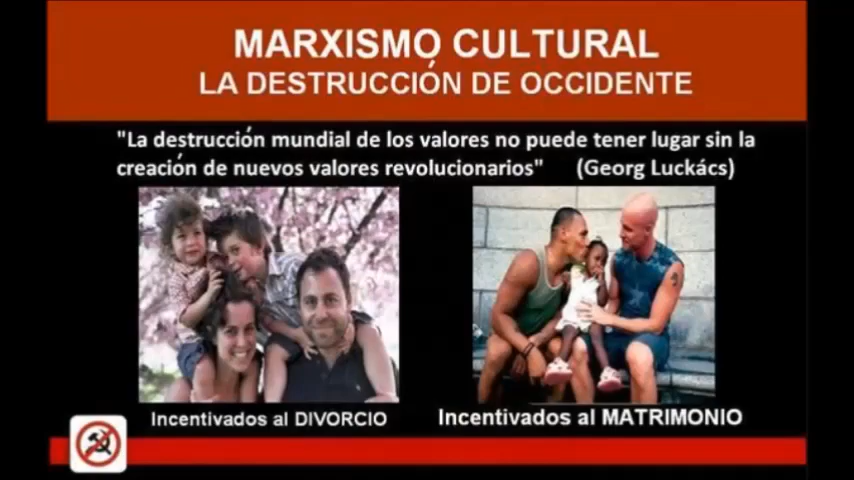 MARXISMO CULTURAL
LA DESTRUCCIÓN DE OCCIDENTE
"La destrucción mundial de los valores no puede tener lugar sin la
creación de nuevos valores revolucionarios" (Georg Luckács)
Incentivados al DIVORCIO
Incentivados al MATRIMONIO